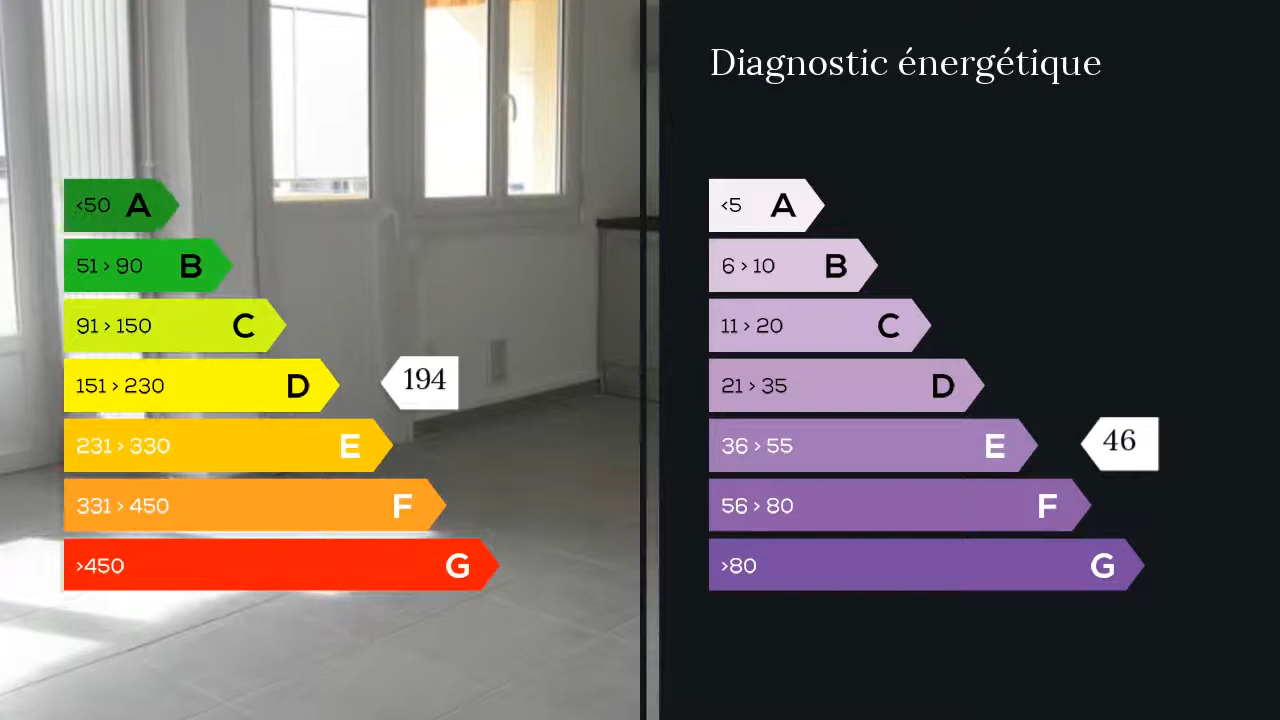 Diagnostic énergétique
<50 A
51 > 90 B
91 > 150 C
151 > 230 D
194
231 > 330 E
331 > 450 F
>450 G
<5 A
6 > 10 B
11 > 20 C
21 > 35 D
36 > 55 E
46
56 > 80 F
>80 G